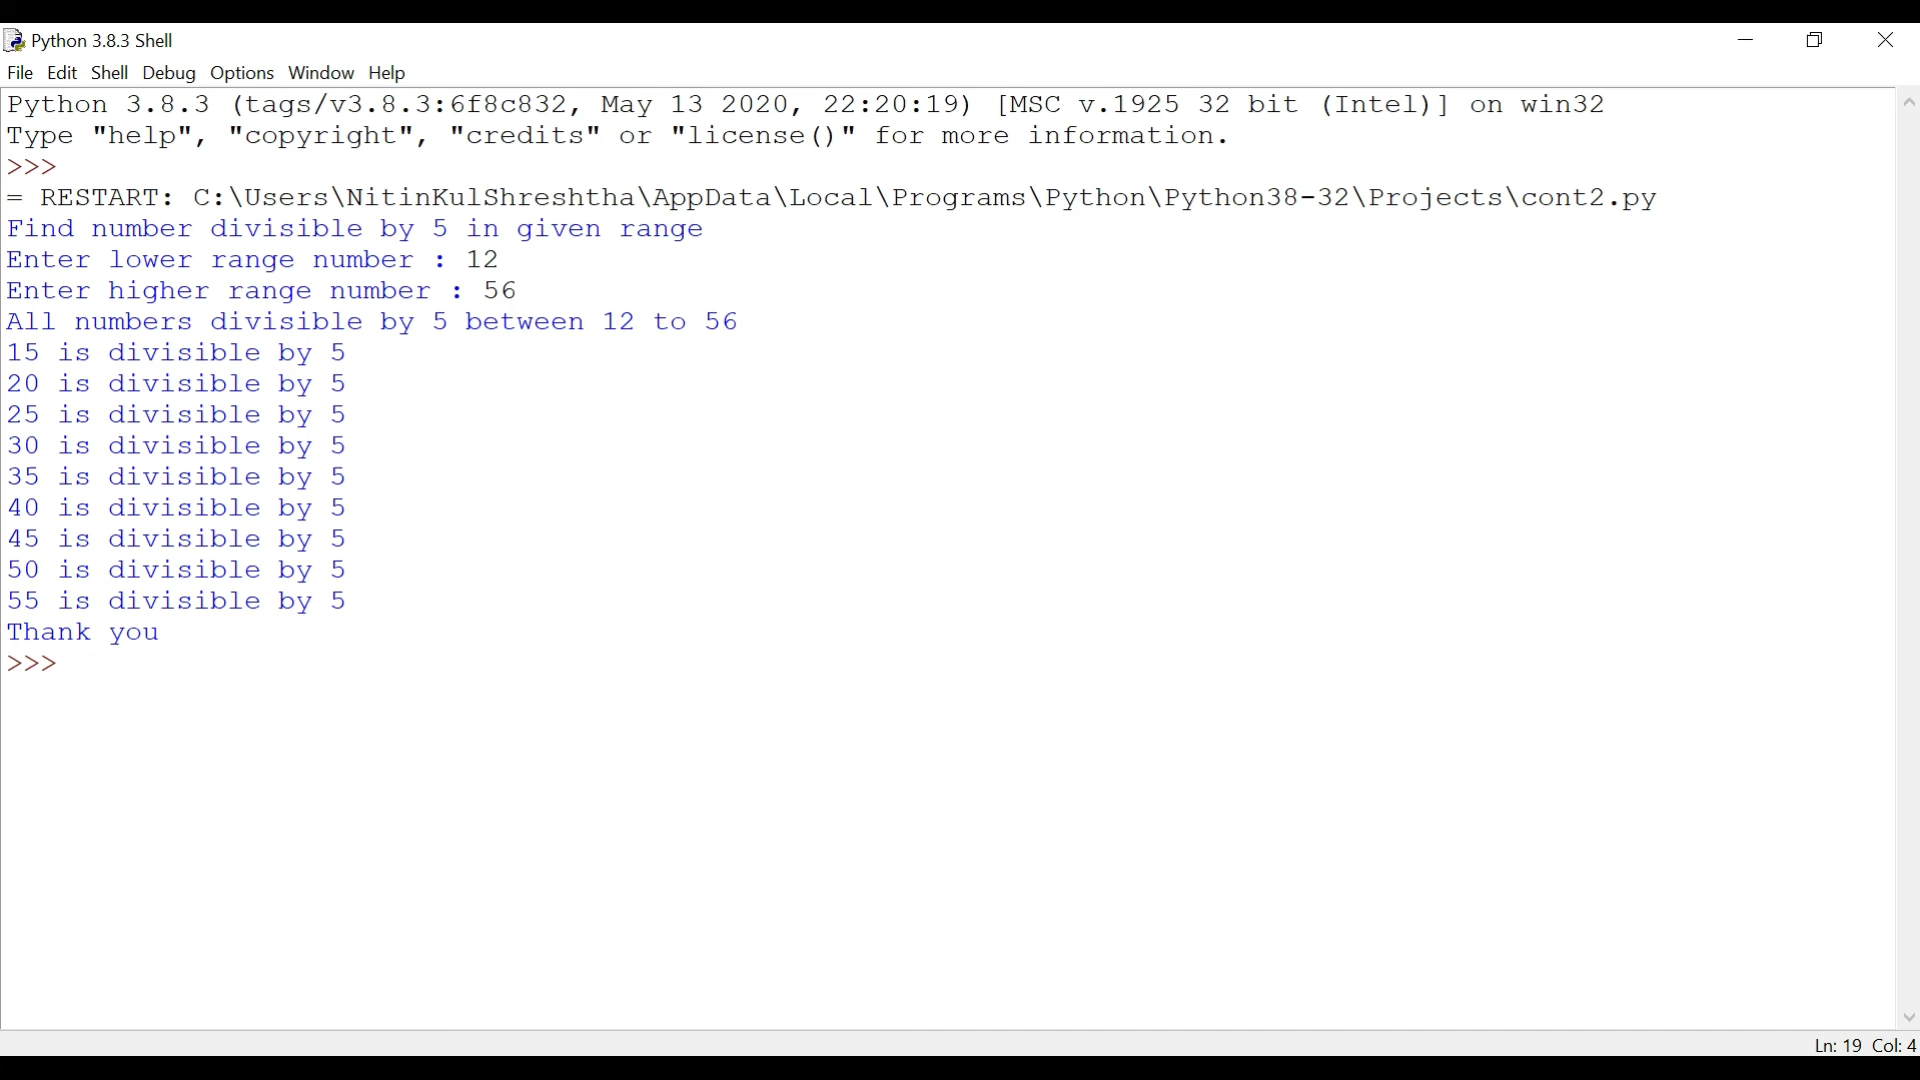 Python 3.8.3 Shell
File Edit Shell Debug Options Window Help
Python 3.8.3 (tags/v3.8.3:6f8c832, May 13 2020, 22:20:19) [MSC v.1925 32 bit (Intel)] on win32
Type "help", "copyright", "credits" or "license()" for more information.
>>>
= RESTART: C:\Users\NitinKulShreshtha\AppData\Local\Programs\Python\Python38-32\Projects\cont2.py
Find number divisible by 5 in given range
Enter lower range number : 12
Enter higher range number : 56
All numbers divisible by 5 between 12 to 56
15 is divisible by 5
20 is divisible by 5
25 is divisible by 5
30 is divisible by 5
35 is divisible by 5
40 is divisible by 5
45 is divisible by 5
50 is divisible by 5
55 is divisible by 5
Thank you
>>>
Ln: 19 Col: 4